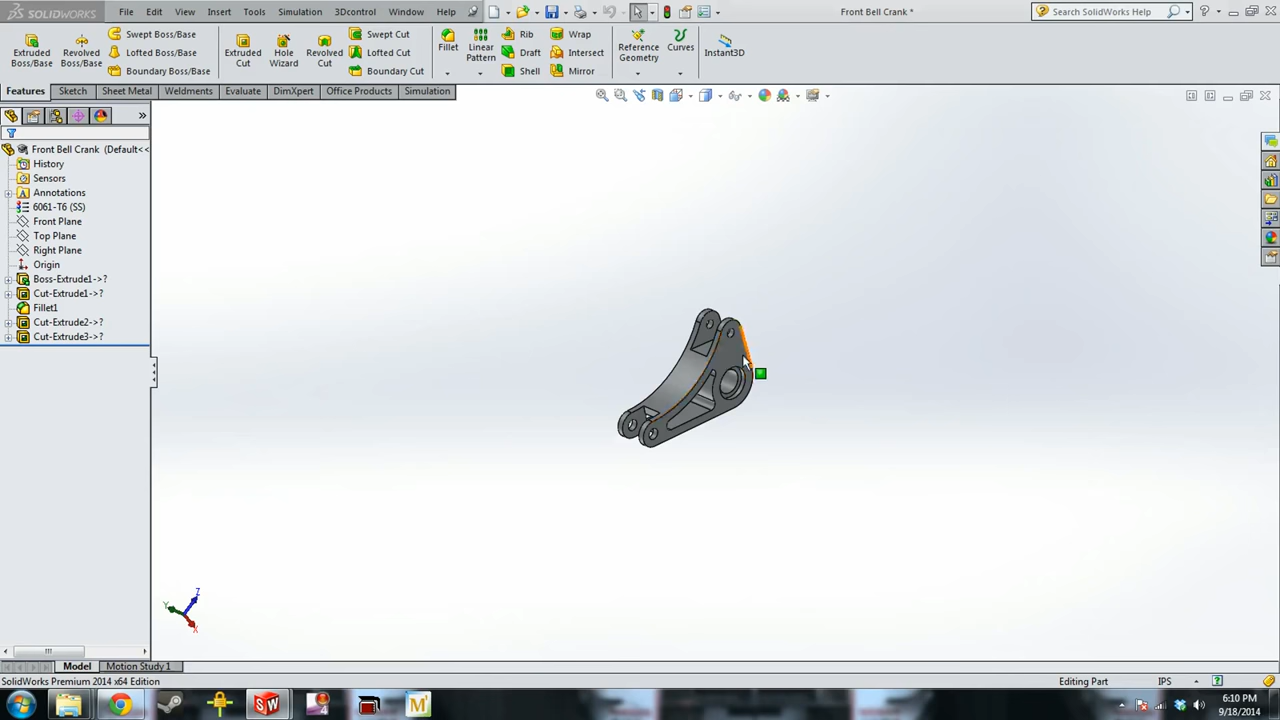 SOLIDWORKS File Edit View Insert Tools Simulation 3Dcontrol Window Help Front Bell Crank * Search SolidWorks Help
Extruded Boss/Base
Revolved Boss/Base
Swept Boss/Base
Lofted Boss/Base
Boundary Boss/Base
Extruded Cut
Hole Wizard
Revolved Cut
Swept Cut
Lofted Cut
Boundary Cut
Fillet
Linear Pattern
Rib
Draft
Shell
Wrap
Intersect
Mirror
Reference Geometry
Curves
Instant3D
Features Sketch Sheet Metal Weldments Evaluate DimXpert Office Products Simulation
Front Bell Crank (Default<<
History
Sensors
Annotations
6061-T6 (SS)
Front Plane
Top Plane
Right Plane
Origin
Boss-Extrude1->?
Cut-Extrude1->?
Fillet1
Cut-Extrude2->?
Cut-Extrude3->?
Z
Y
X
Model Motion Study 1
SolidWorks Premium 2014 x64 Edition Editing Part IPS
6:10 PM
9/18/2014